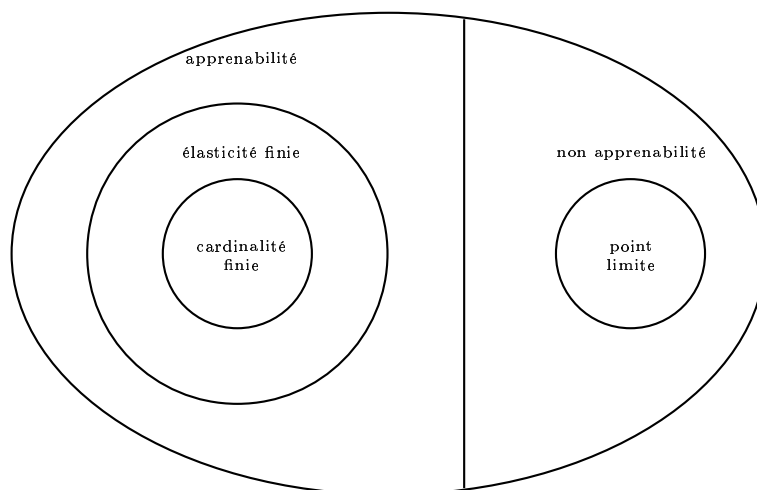 apprenabilité
élasticité finie
non apprenabilité
cardinalité
finie
point
limite